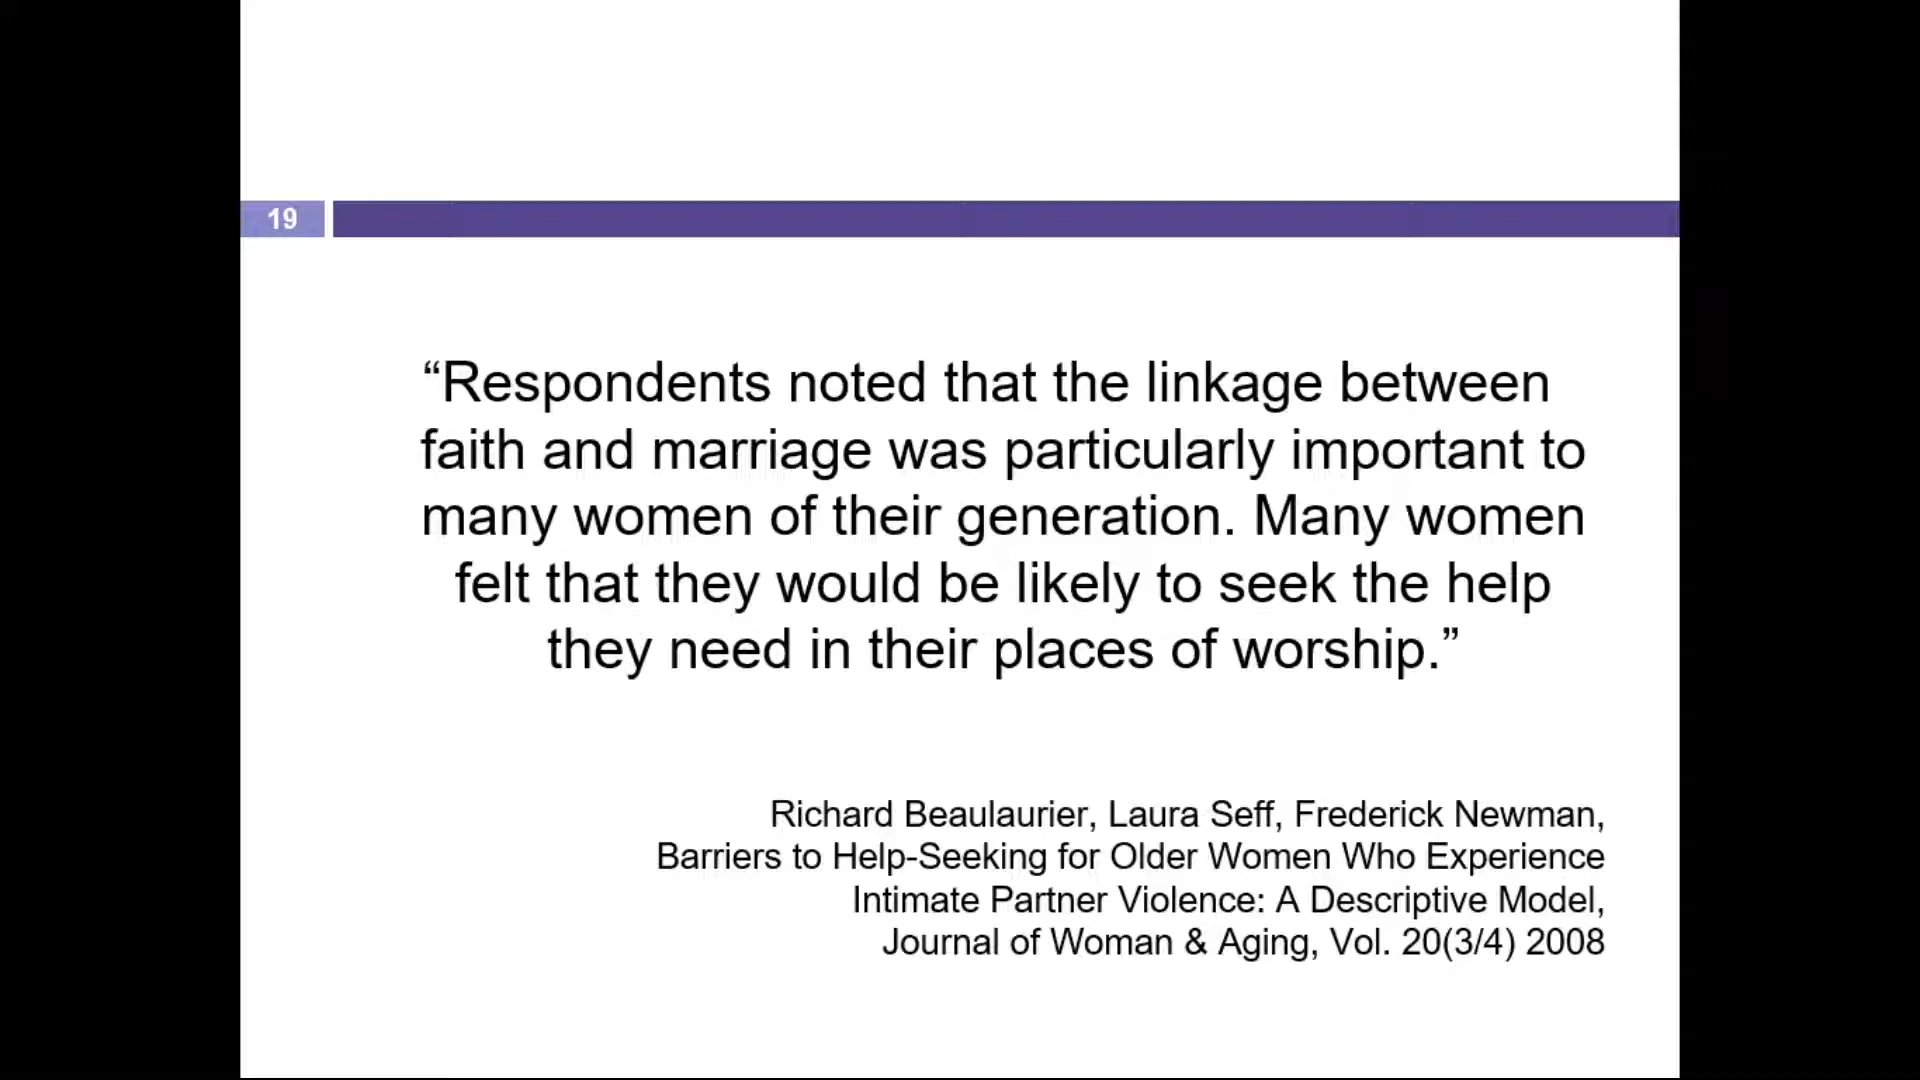 19
“Respondents noted that the linkage between
faith and marriage was particularly important to
many women of their generation. Many women
felt that they would be likely to seek the help
they need in their places of worship.”
Richard Beaulaurier, Laura Seff, Frederick Newman,
Barriers to Help-Seeking for Older Women Who Experience
Intimate Partner Violence: A Descriptive Model,
Journal of Woman & Aging, Vol. 20(3/4) 2008